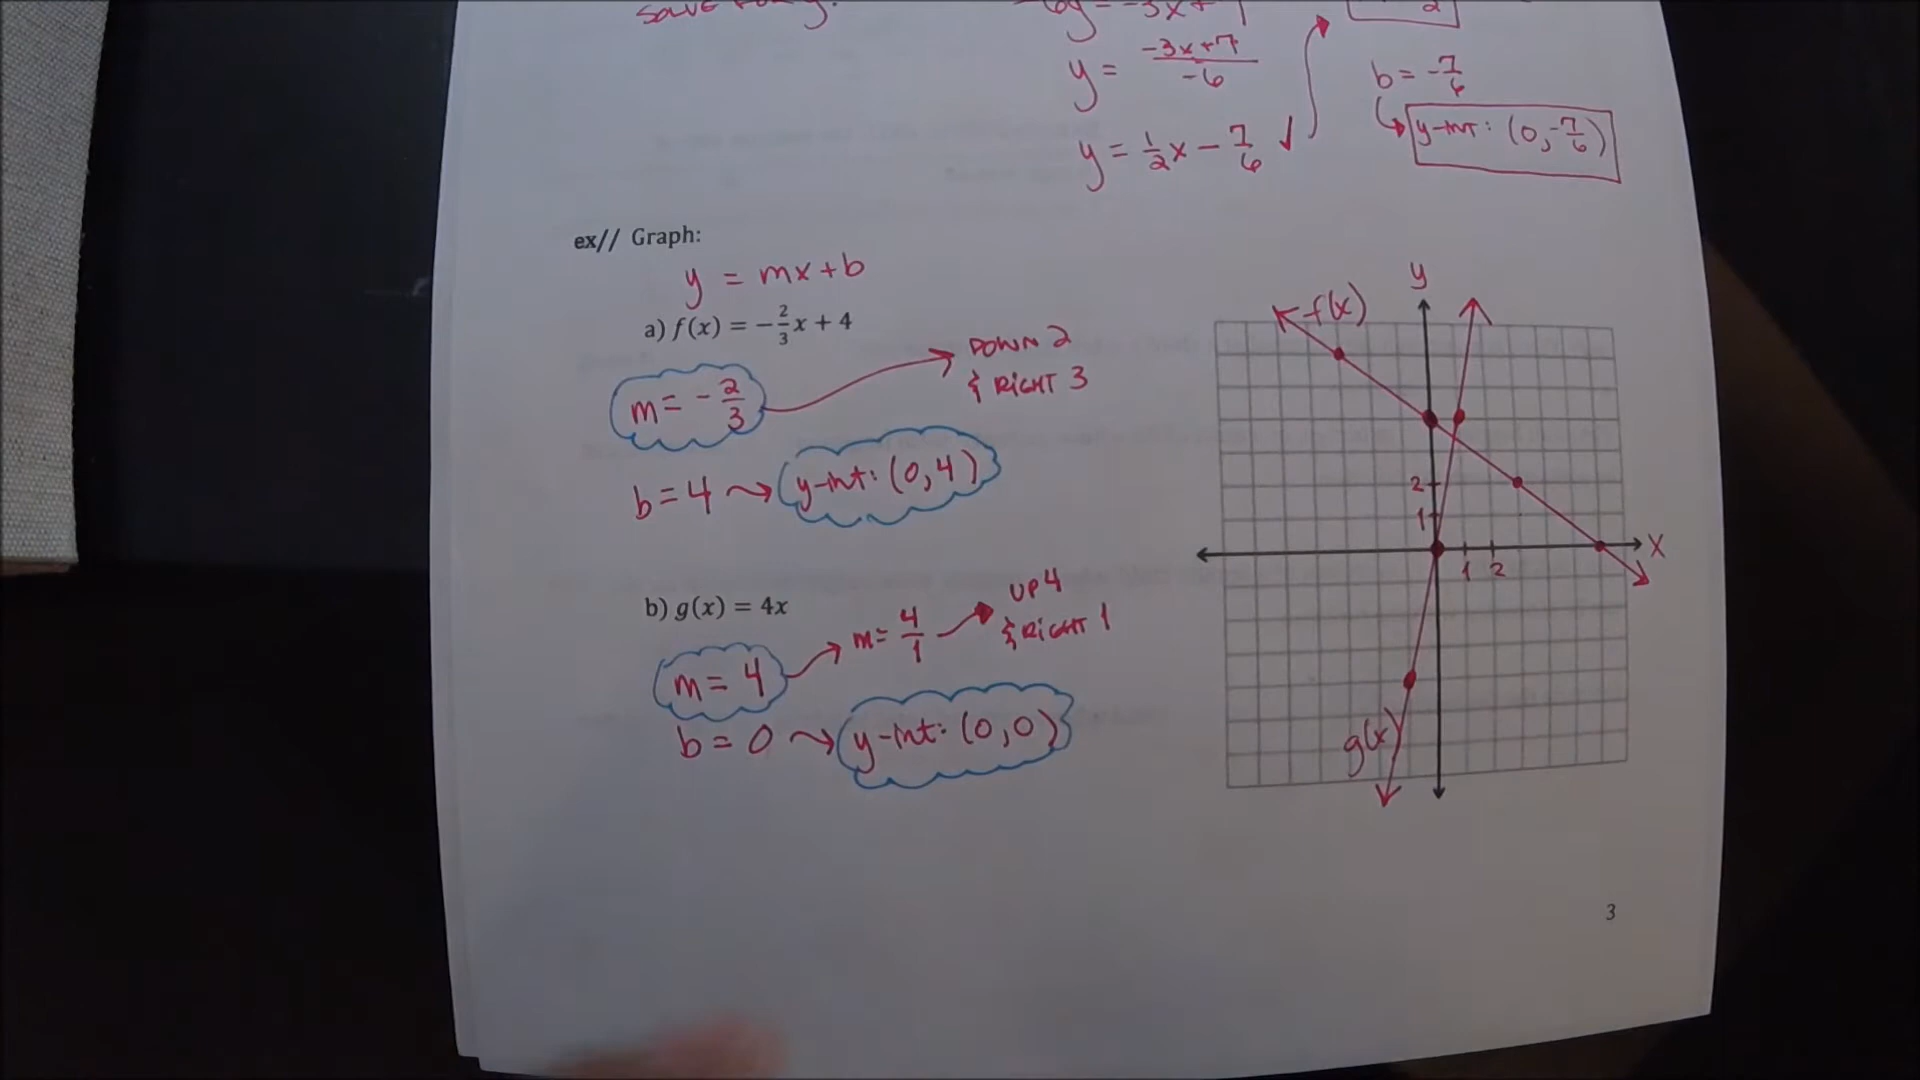 y = -3x+7/-6
b = -7/6
y = 1/2x - 7/6 ✓
y-int: (0, -7/6)
ex// Graph:
y = mx+b
a) f(x) = -2/3x + 4
m = -2/3
DOWN 2
& RIGHT 3
b = 4
y-int: (0,4)
b) g(x) = 4x
m = 4
m = 4/1
UP 4
& RIGHT 1
b = 0
y-int: (0,0)
y
f(x)
2
1
x
1 2
g(x)
3